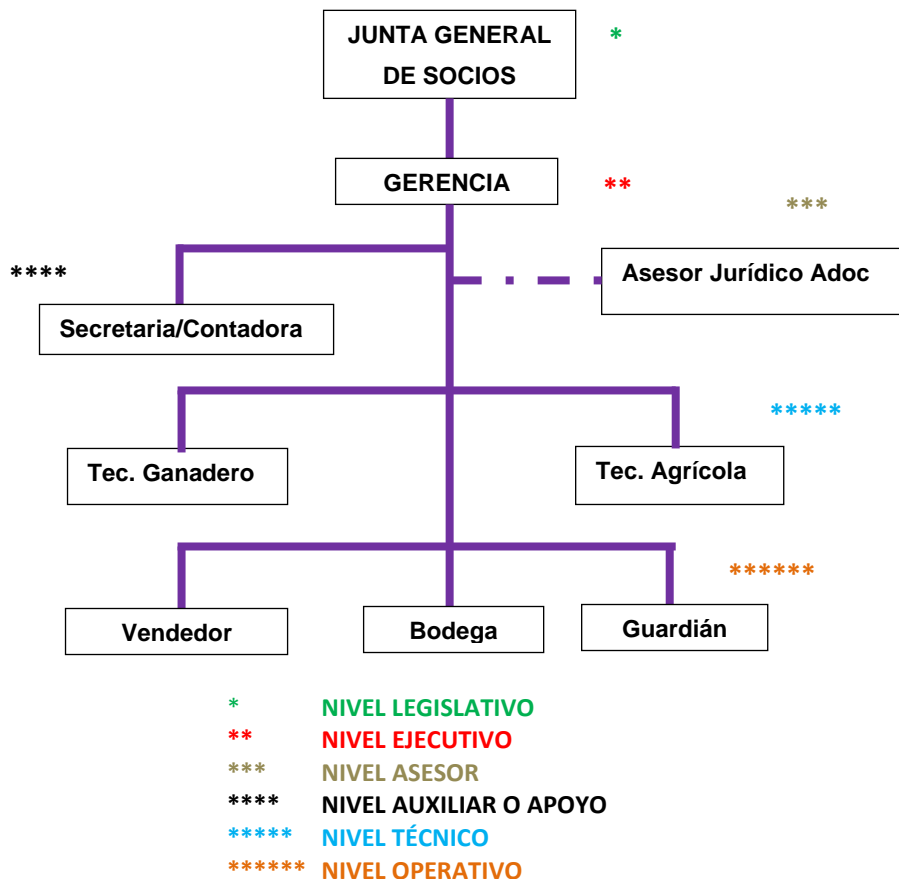 JUNTA GENERAL
DE SOCIOS
*
GERENCIA
**
***
****
Asesor Jurídico Adoc
Secretaria/Contadora
*****
Tec. Ganadero
Tec. Agrícola
******
Vendedor
Bodega
Guardián
* NIVEL LEGISLATIVO
** NIVEL EJECUTIVO
*** NIVEL ASESOR
**** NIVEL AUXILIAR O APOYO
***** NIVEL TÉCNICO
****** NIVEL OPERATIVO